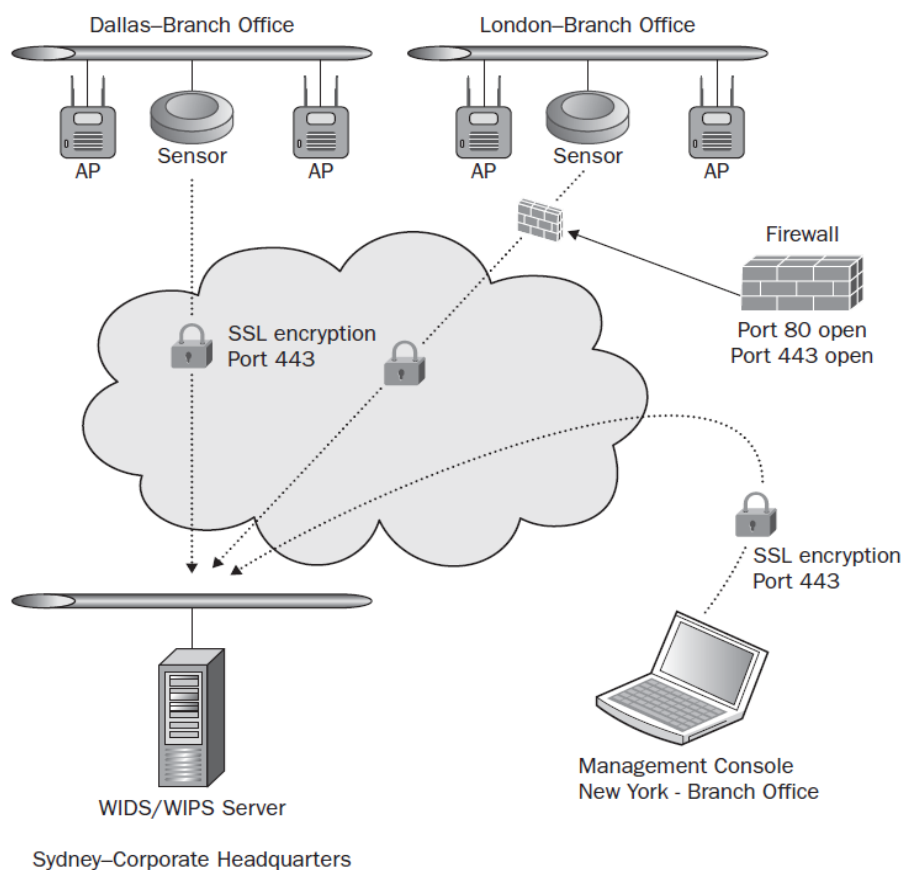 Dallas–Branch Office
London–Branch Office
AP
Sensor
AP
AP
Sensor
AP
Firewall
Port 80 open
Port 443 open
SSL encryption
Port 443
SSL encryption
Port 443
WIDS/WIPS Server
Management Console
New York - Branch Office
Sydney–Corporate Headquarters